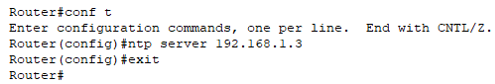 Router#conf t
Enter configuration commands, one per line.  End with CNTL/Z.
Router(config)#ntp server 192.168.1.3
Router(config)#exit
Router#